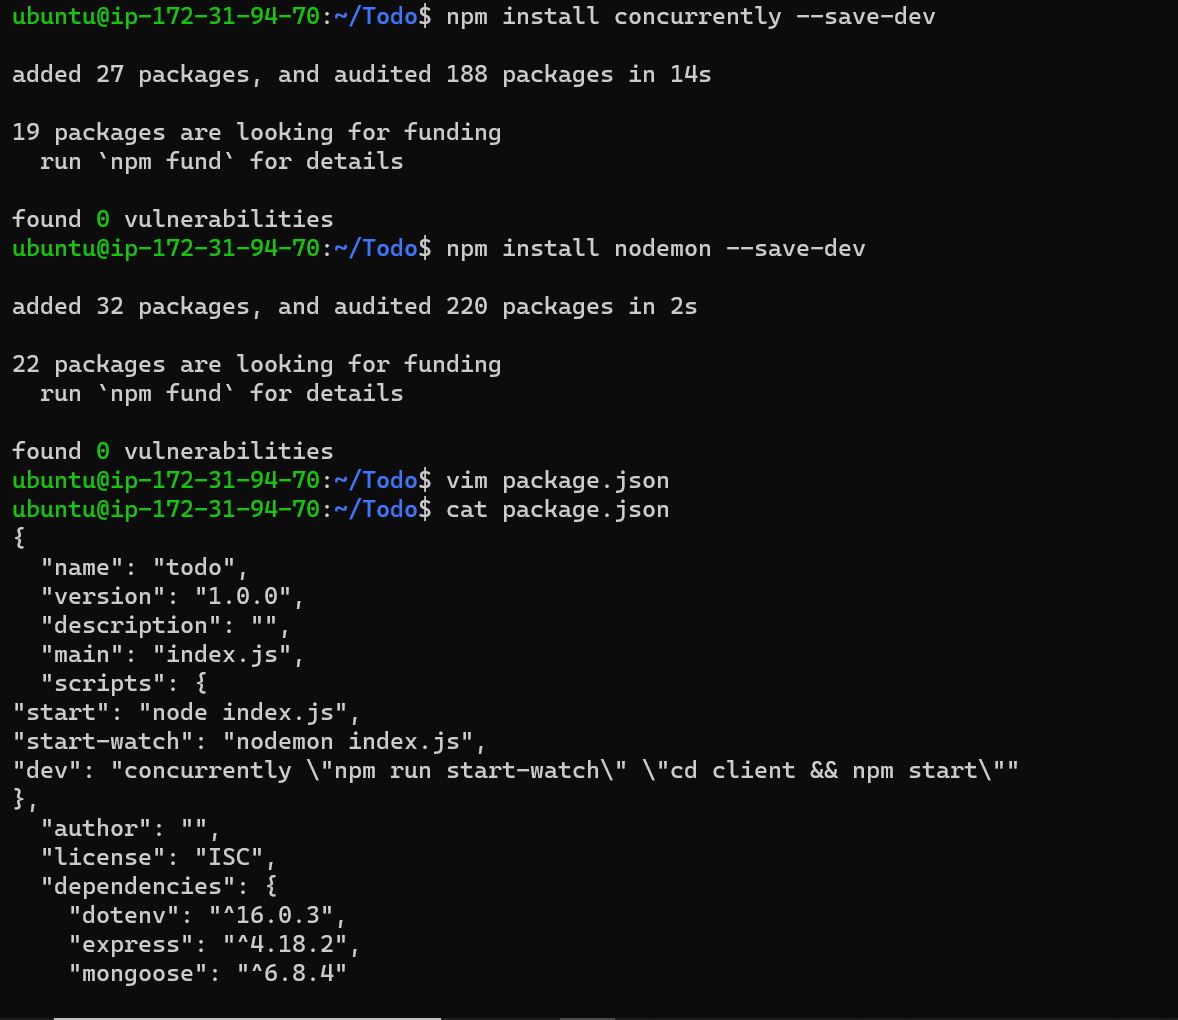 ubuntu@ip-172-31-94-70:~/Todo$ npm install concurrently --save-dev
added 27 packages, and audited 188 packages in 14s
19 packages are looking for funding
  run `npm fund` for details
found 0 vulnerabilities
ubuntu@ip-172-31-94-70:~/Todo$ npm install nodemon --save-dev
added 32 packages, and audited 220 packages in 2s
22 packages are looking for funding
  run `npm fund` for details
found 0 vulnerabilities
ubuntu@ip-172-31-94-70:~/Todo$ vim package.json
ubuntu@ip-172-31-94-70:~/Todo$ cat package.json
{
  "name": "todo",
  "version": "1.0.0",
  "description": "",
  "main": "index.js",
  "scripts": {
"start": "node index.js",
"start-watch": "nodemon index.js",
"dev": "concurrently \"npm run start-watch\" \"cd client && npm start\""
},
  "author": "",
  "license": "ISC",
  "dependencies": {
    "dotenv": "^16.0.3",
    "express": "^4.18.2",
    "mongoose": "^6.8.4"